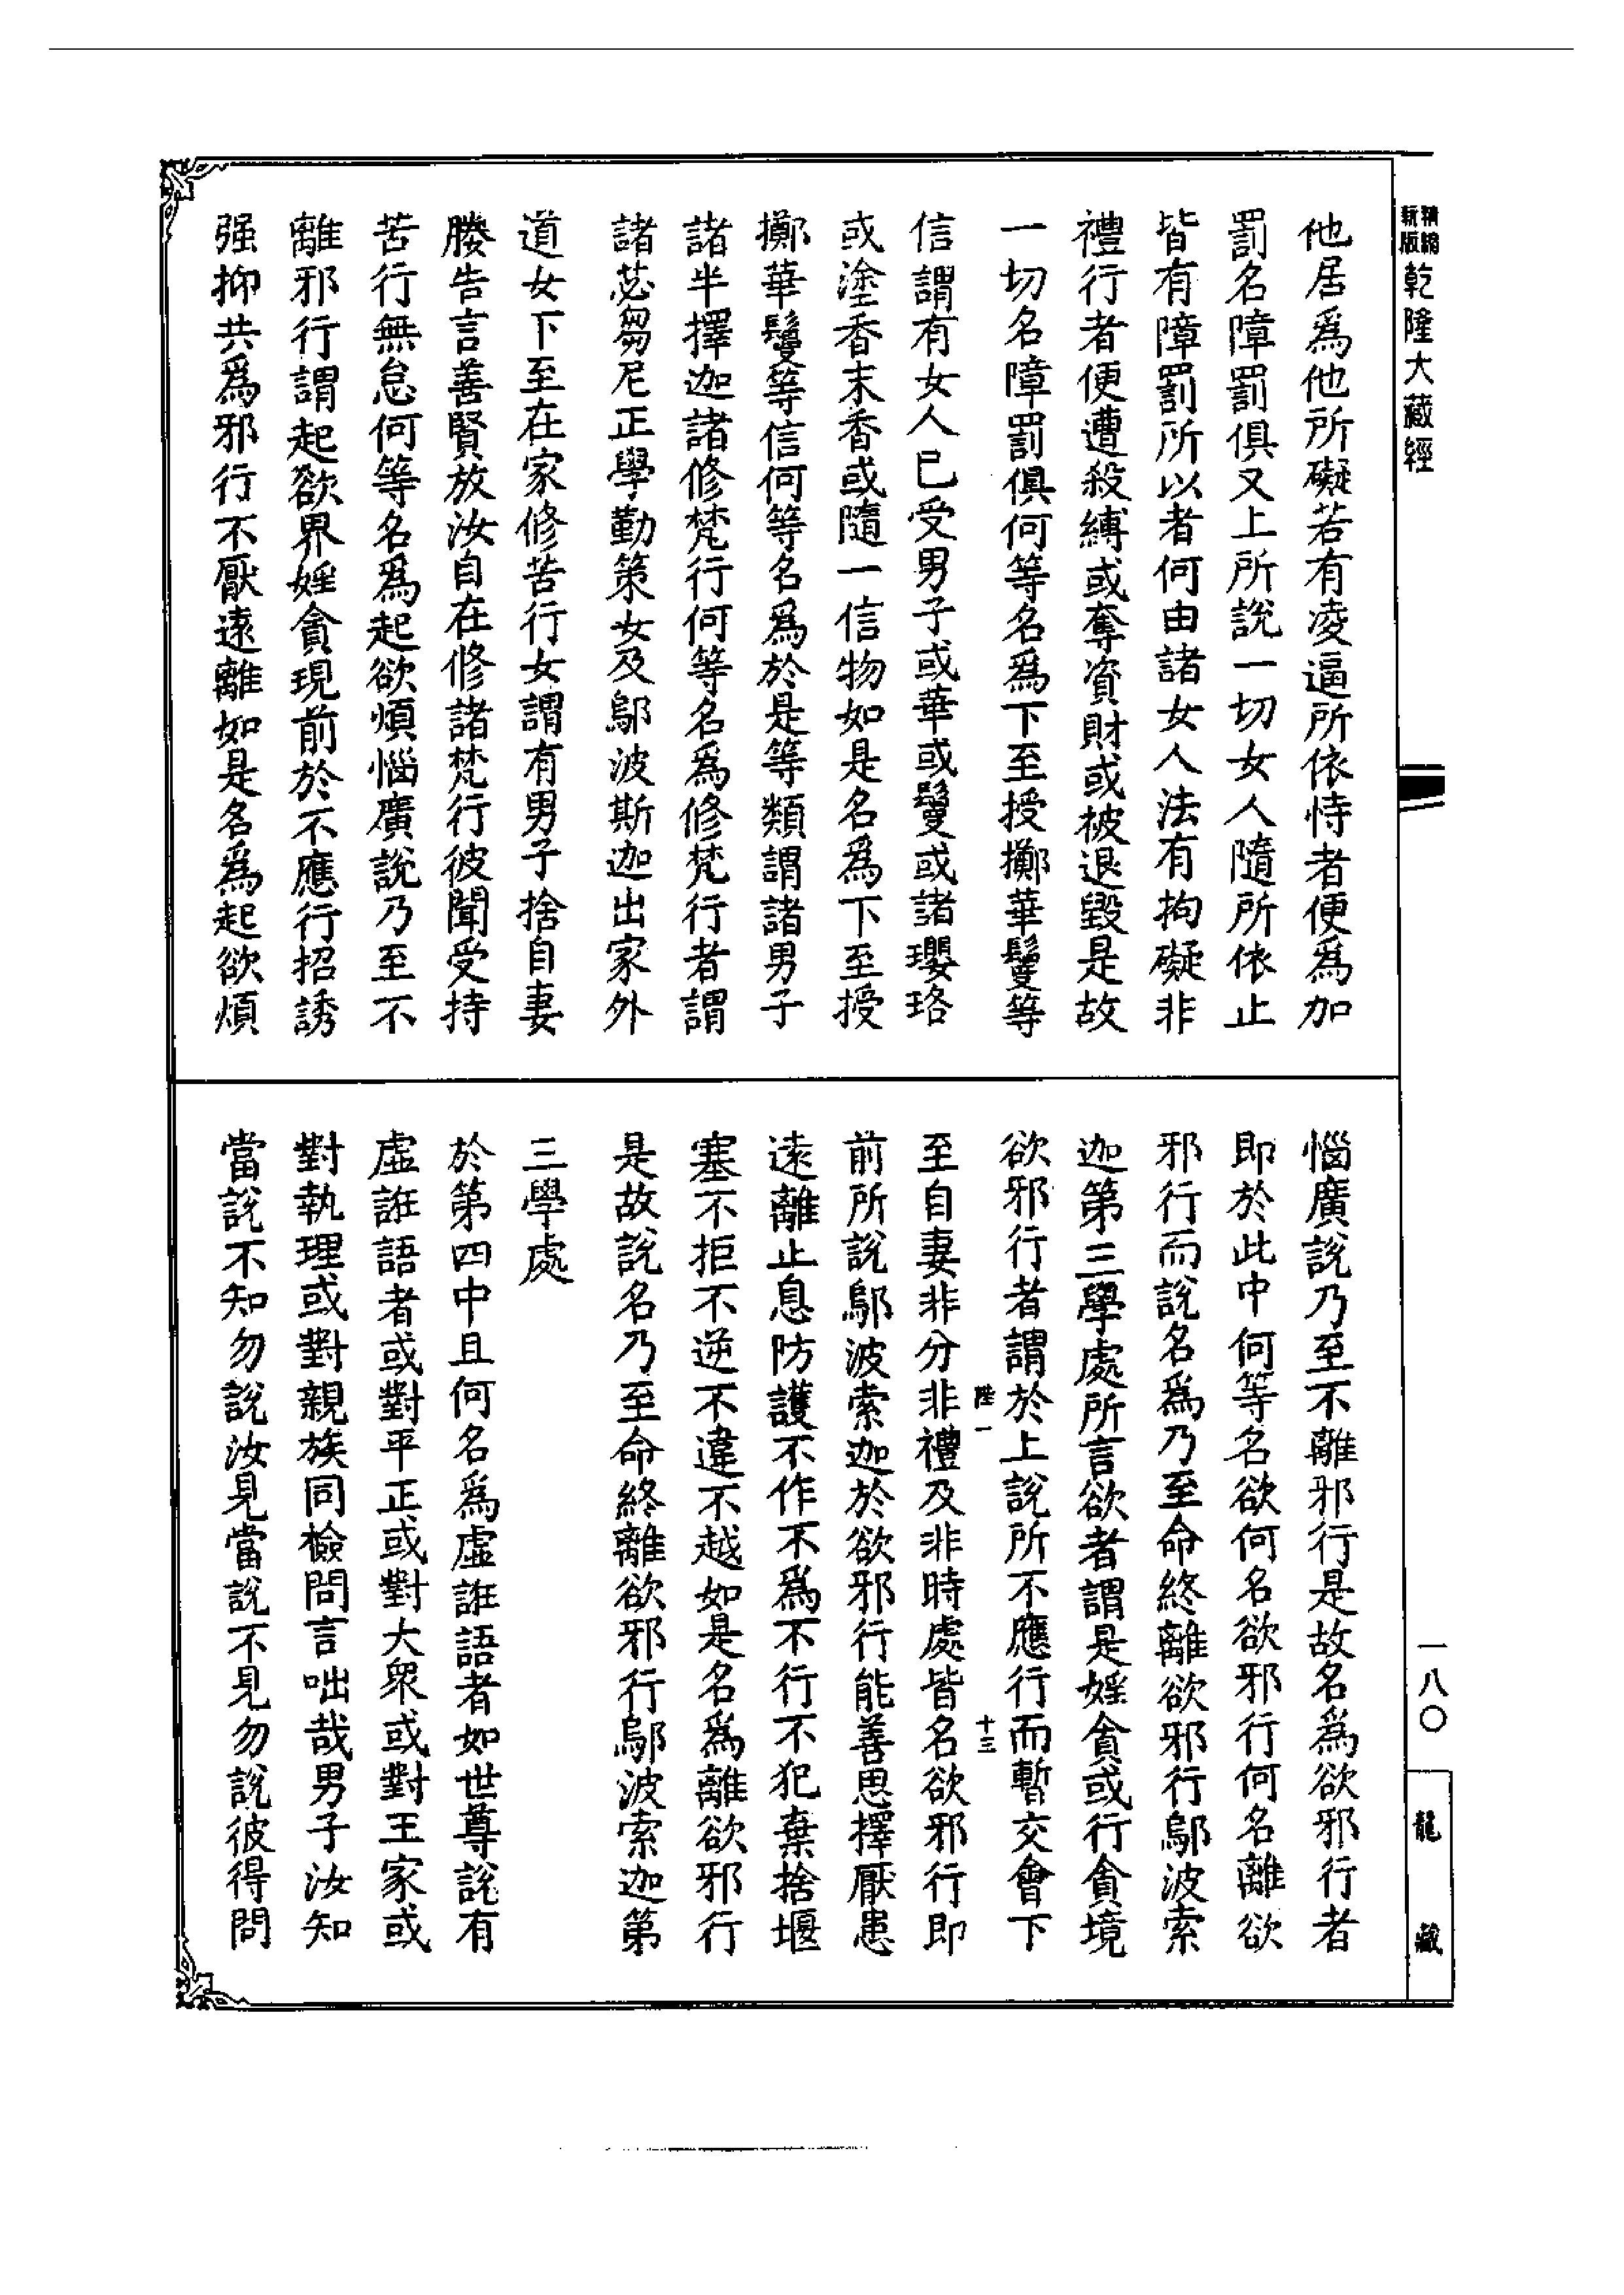 精縮
新版
乾隆大藏經
他居爲他所礙若有凌逼所依恃者便爲加
罰名障罰俱又上所說一切女人隨所依止
皆有障罰所以者何由諸女人法有拘礙非
禮行者便遭殺縛或奪資財或被退毀是故
一切名障罰俱何等名爲下至授擲華鬘等
信謂有女人已受男子或華或鬘或諸瓔珞
或塗香末香或隨一信物如是名爲下至授
擲華鬘等信何等名爲於是等類謂諸男子
諸半擇迦諸修梵行何等名爲修梵行者謂
諸苾芻尼正學勤策女及鄔波斯迦出家外
道女下至在家修苦行女謂有男子捨自妻
媵告言善賢放汝自在修諸梵行彼聞受持
苦行無怠何等名爲起欲煩惱廣說乃至不
離邪行謂起欲界婬貪現前於不應行招誘
强抑共爲邪行不厭遠離如是名爲起欲煩
惱廣說乃至不離邪行是故名爲欲邪行者
即於此中何等名欲何名欲邪行何名離欲
邪行而說名爲乃至命終離欲邪行鄔波索
迦第三學處所言欲者謂是婬貪或行貪境
欲邪行者謂於上說所不應行而暫交會下
陛一
十三
至自妻非分非禮及非時處皆名欲邪行即
前所說鄔波索迦於欲邪行能善思擇厭患
遠離止息防護不作不爲不行不犯棄捨堰
塞不拒不逆不違不越如是名爲離欲邪行
是故說名乃至命終離欲邪行鄔波索迦第
三學處
於第四中且何名爲虛誑語者如世尊說有
虛誑語者或對平正或對大衆或對王家或
對執理或對親族同檢問言咄哉男子汝知
當說不知勿說汝見當說不見勿說彼得問
一八〇
龍藏